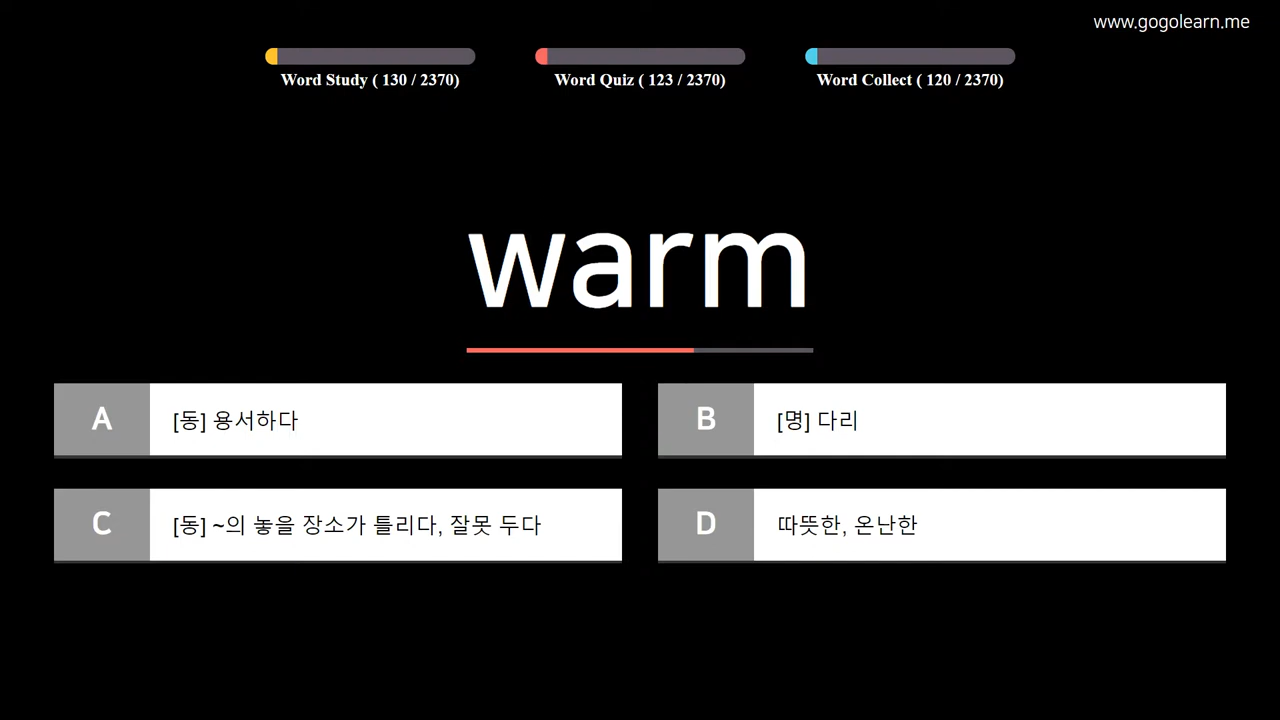 www.gogolearn.me
Word Study ( 130 / 2370)
Word Quiz ( 123 / 2370)
Word Collect ( 120 / 2370)
warm
A [동] 용서하다
B [명] 다리
C [동] ~의 놓을 장소가 틀리다, 잘못 두다
D 따뜻한, 온난한